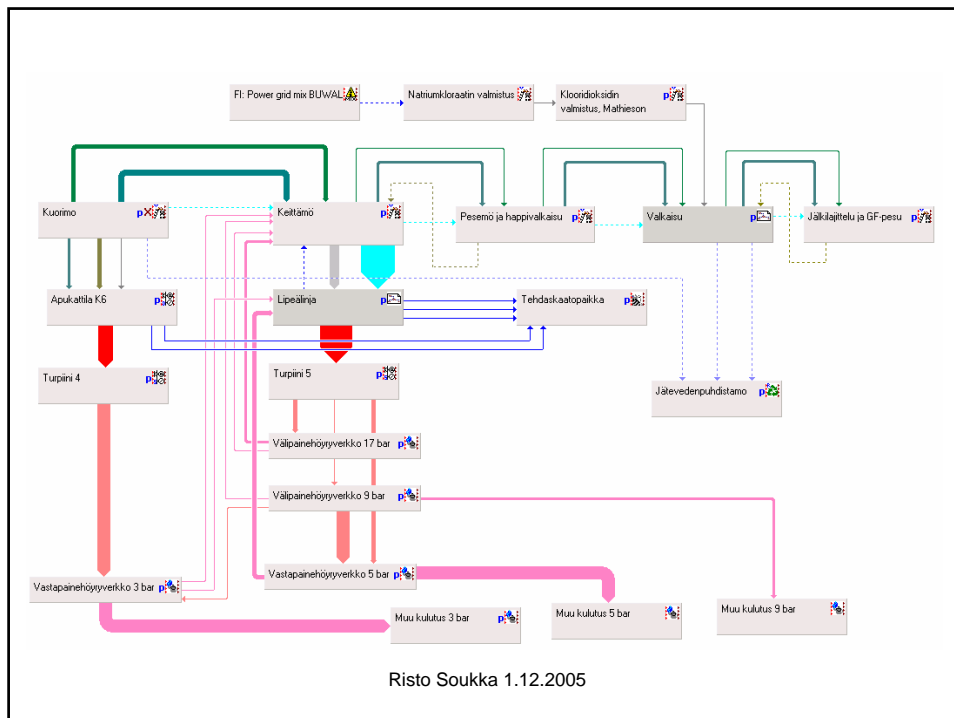 FI: Power grid mix BUWAL
Natriumkloraatin valmistus p
Klooridioksidin p
valmistus, Mathieson
Kuorimo pX
Keittämö p
Pesemö ja happivalkaisu p
Valkaisu p
Jälkilajittelu ja GF-pesu p
Apukattila K6 p
Lipeälinja p
Tehdaskaatopaikka p
Turpiini 4 p
Turpiini 5 p
Jätevedenpuhdistamo p
Välipainehöyryverkko 17 bar p
Välipainehöyryverkko 9 bar p
Vastapainehöyryverkko 3 bar p
Vastapainehöyryverkko 5 bar p
Muu kulutus 3 bar
Muu kulutus 5 bar
Muu kulutus 9 bar
Risto Soukka 1.12.2005